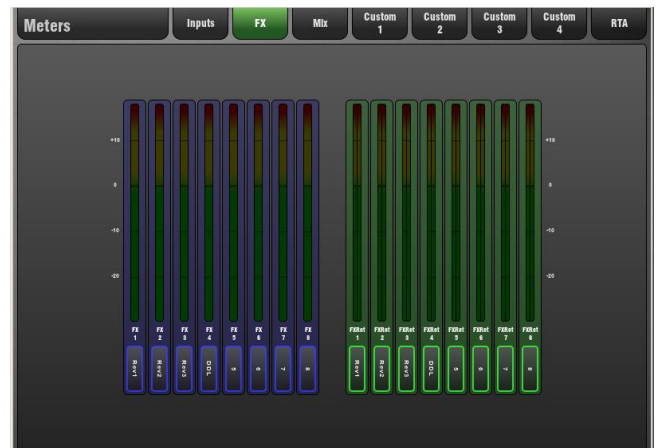 Meters
Inputs
FX
Mix
Custom 1
Custom 2
Custom 3
Custom 4
RTA
+10
0
-10
-20
+10
0
-10
-20
FX 1
FX 2
FX 3
FX 4
FX 5
FX 6
FX 7
FX 8
FXRet 1
FXRet 2
FXRet 3
FXRet 4
FXRet 5
FXRet 6
FXRet 7
FXRet 8
Rev1
Rev2
Rev3
DDL
5
6
7
8
Rev1
Rev2
Rev3
DDL
5
6
7
8